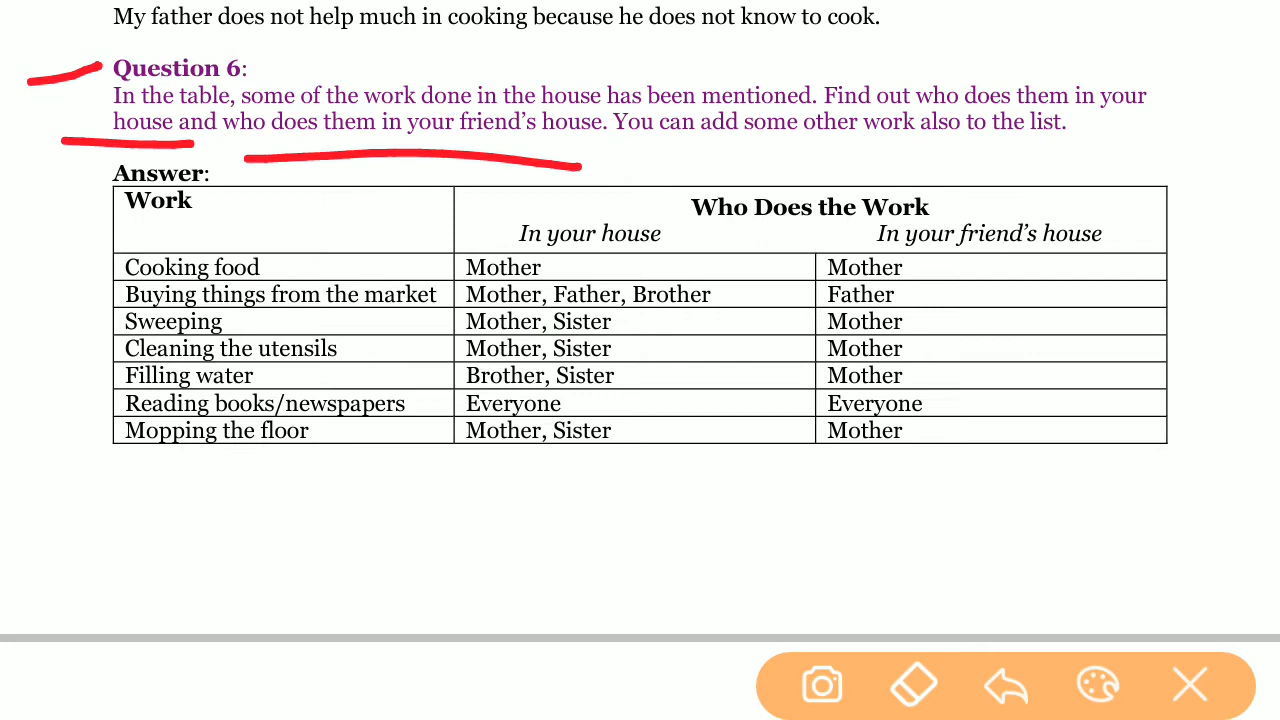 My father does not help much in cooking because he does not know to cook.
Question 6:
In the table, some of the work done in the house has been mentioned. Find out who does them in your
house and who does them in your friend’s house. You can add some other work also to the list.
Answer:
Work Who Does the Work
In your house In your friend’s house
Cooking food Mother Mother
Buying things from the market Mother, Father, Brother Father
Sweeping Mother, Sister Mother
Cleaning the utensils Mother, Sister Mother
Filling water Brother, Sister Mother
Reading books/newspapers Everyone Everyone
Mopping the floor Mother, Sister Mother